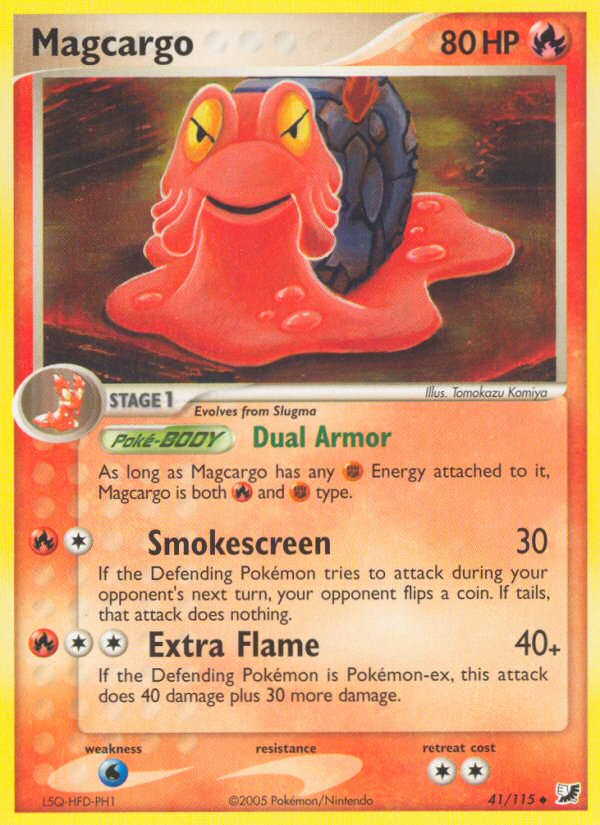 Magcargo 80 HP
Illus. Tomokazu Komiya
STAGE 1
Evolves from Slugma
Poké-BODY Dual Armor
As long as Magcargo has any Energy attached to it,
Magcargo is both and type.
Smokescreen 30
If the Defending Pokémon tries to attack during your
opponent's next turn, your opponent flips a coin. If tails,
that attack does nothing.
Extra Flame 40+
If the Defending Pokémon is Pokémon-ex, this attack
does 40 damage plus 30 more damage.
weakness resistance retreat cost
L5Q-HFD-PH1 ©2005 Pokémon/Nintendo 41/115